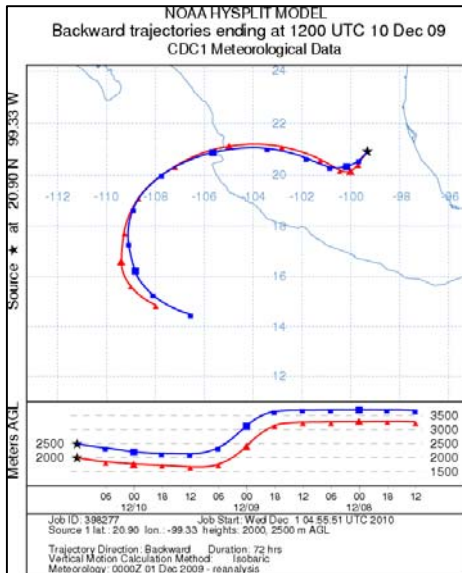 NOAA HYSPLIT MODEL
Backward trajectories ending at 1200 UTC 10 Dec 09
CDC1 Meteorological Data
Source ★ at 20.90 N 99.33 W
24
22
20
-112 -110 -108 -106 -104 -102 -100 -98 -96
18
16
14
12
Meters AGL
2500
2000
3500
3000
2500
2000
1500
06 00 18 12 06 00 18 12 06 00 18 12
12/10 12/09 12/08
Job ID: 398277 Job Start: Wed Dec 1 04:55:51 UTC 2010
Source 1 lat.: 20.90 lon.: -99.33 heights: 2000, 2500 m AGL
Trajectory Direction: Backward Duration: 72 hrs
Vertical Motion Calculation Method: Isobaric
Meteorology: 0000Z 01 Dec 2009 - reanalysis